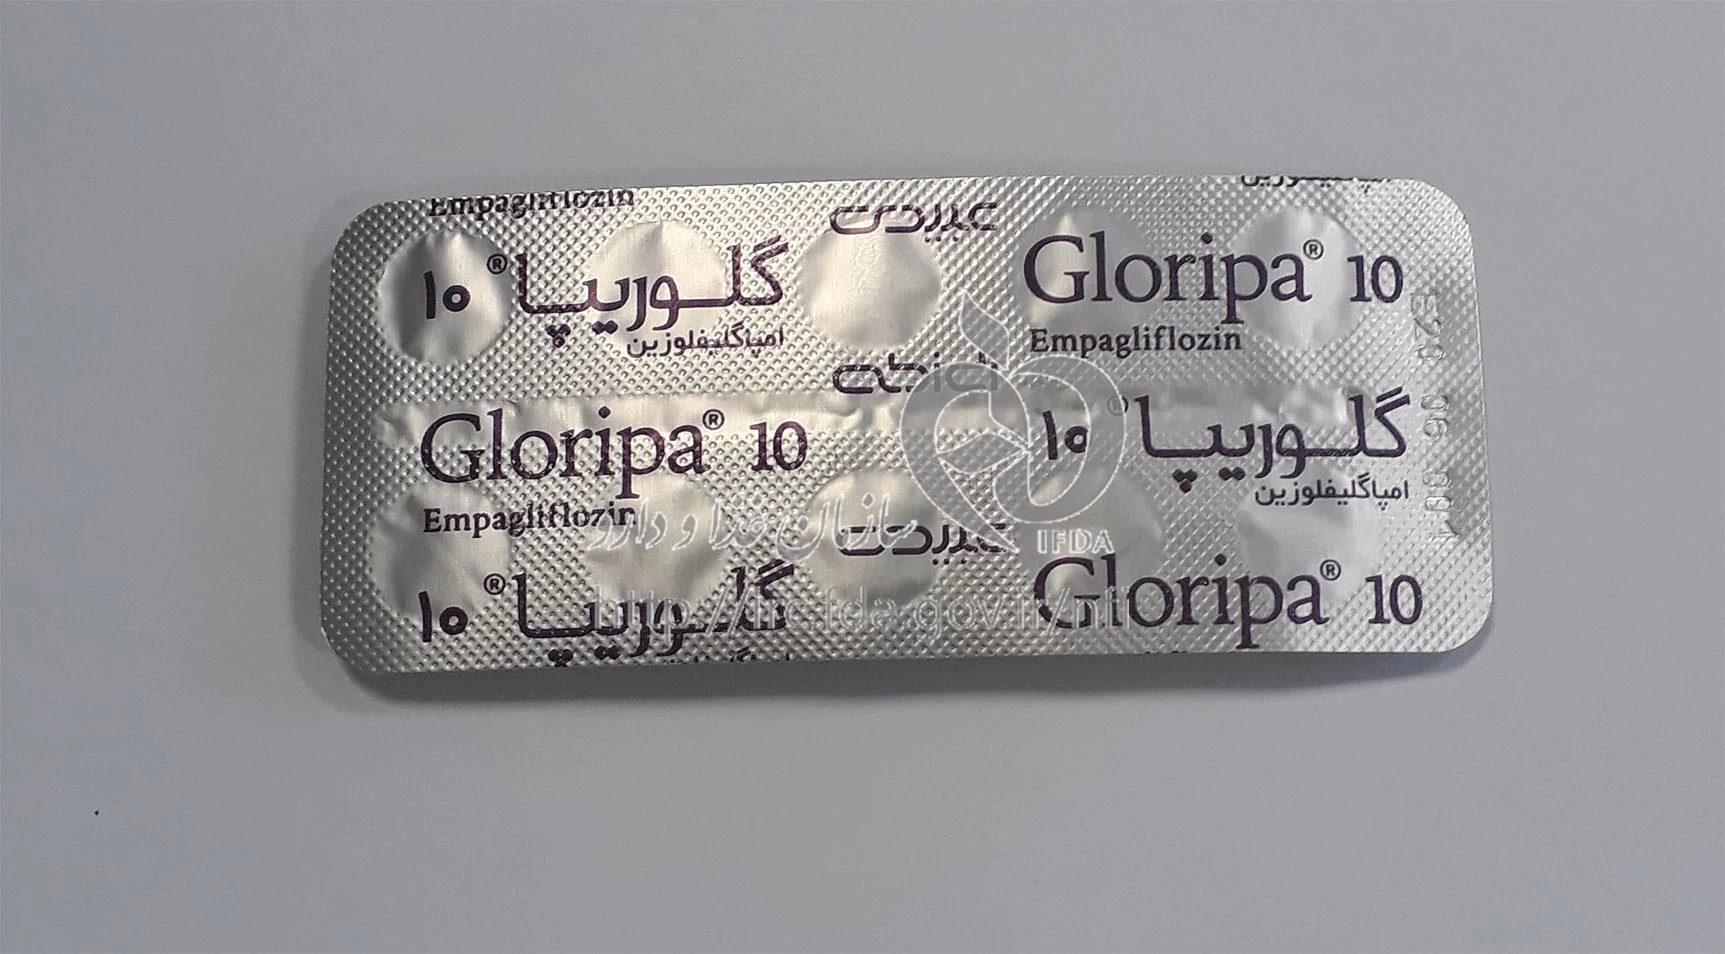 Empagliflozin
عبیدی
گلوریپا® ۱۰
امپاگلیفلوزین
Gloripa® 10
Empagliflozin
Gloripa® 10
Empagliflozin
گلوریپا® ۱۰
امپاگلیفلوزین
عبیدی
گلوریپا® ۱۰
Gloripa® 10
سازمان غذا و دارو
IFDA